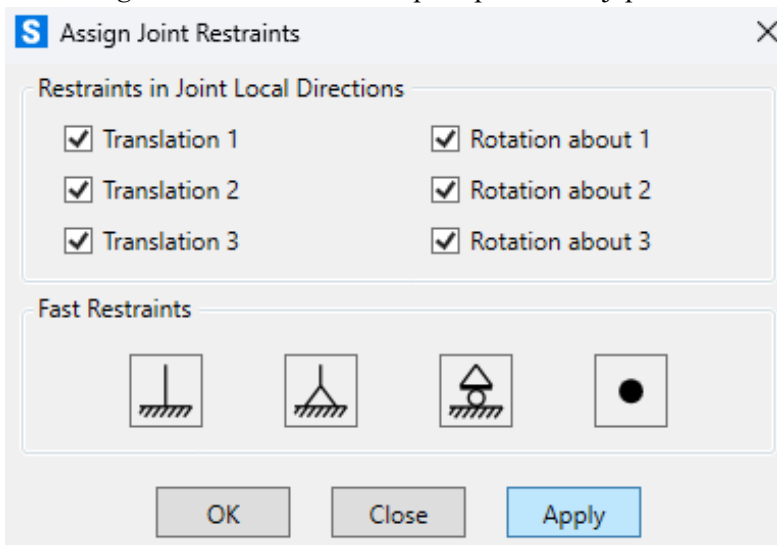 S Assign Joint Restraints
Restraints in Joint Local Directions
Translation 1
Rotation about 1
Translation 2
Rotation about 2
Translation 3
Rotation about 3
Fast Restraints
OK Close Apply